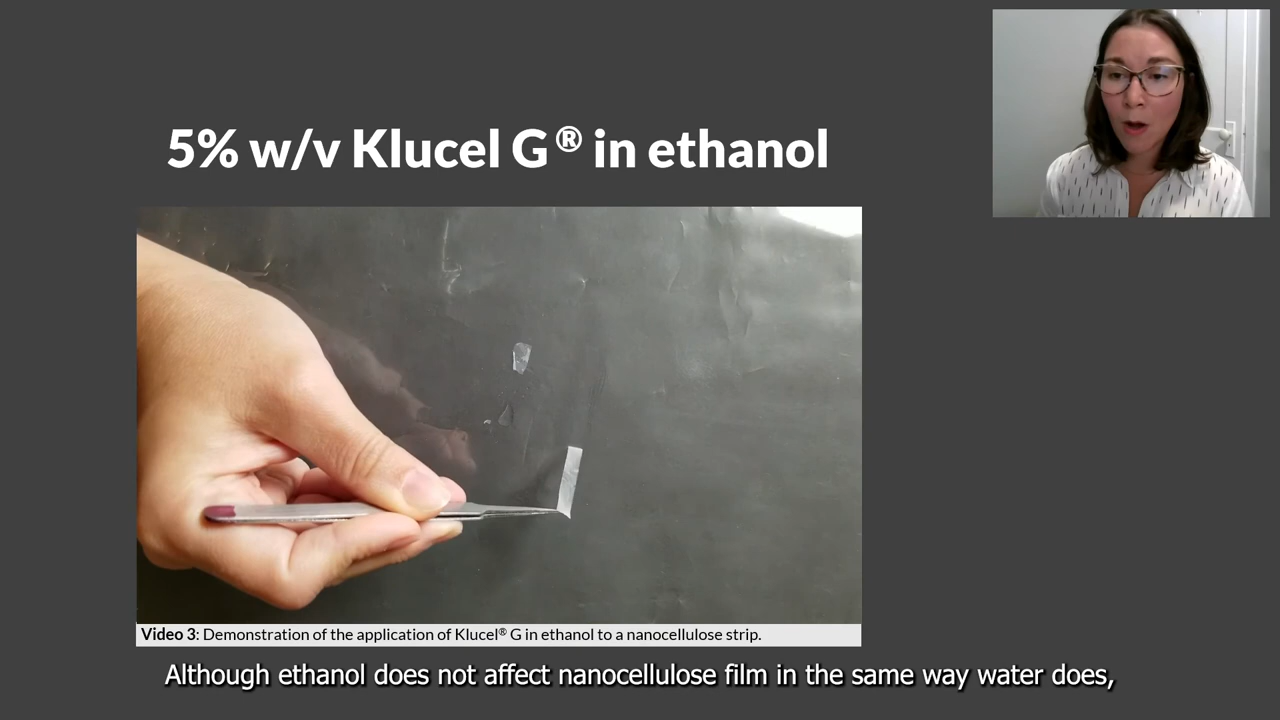 5% w/v Klucel G® in ethanol
Video 3: Demonstration of the application of Klucel® G in ethanol to a nanocellulose strip.
Although ethanol does not affect nanocellulose film in the same way water does,